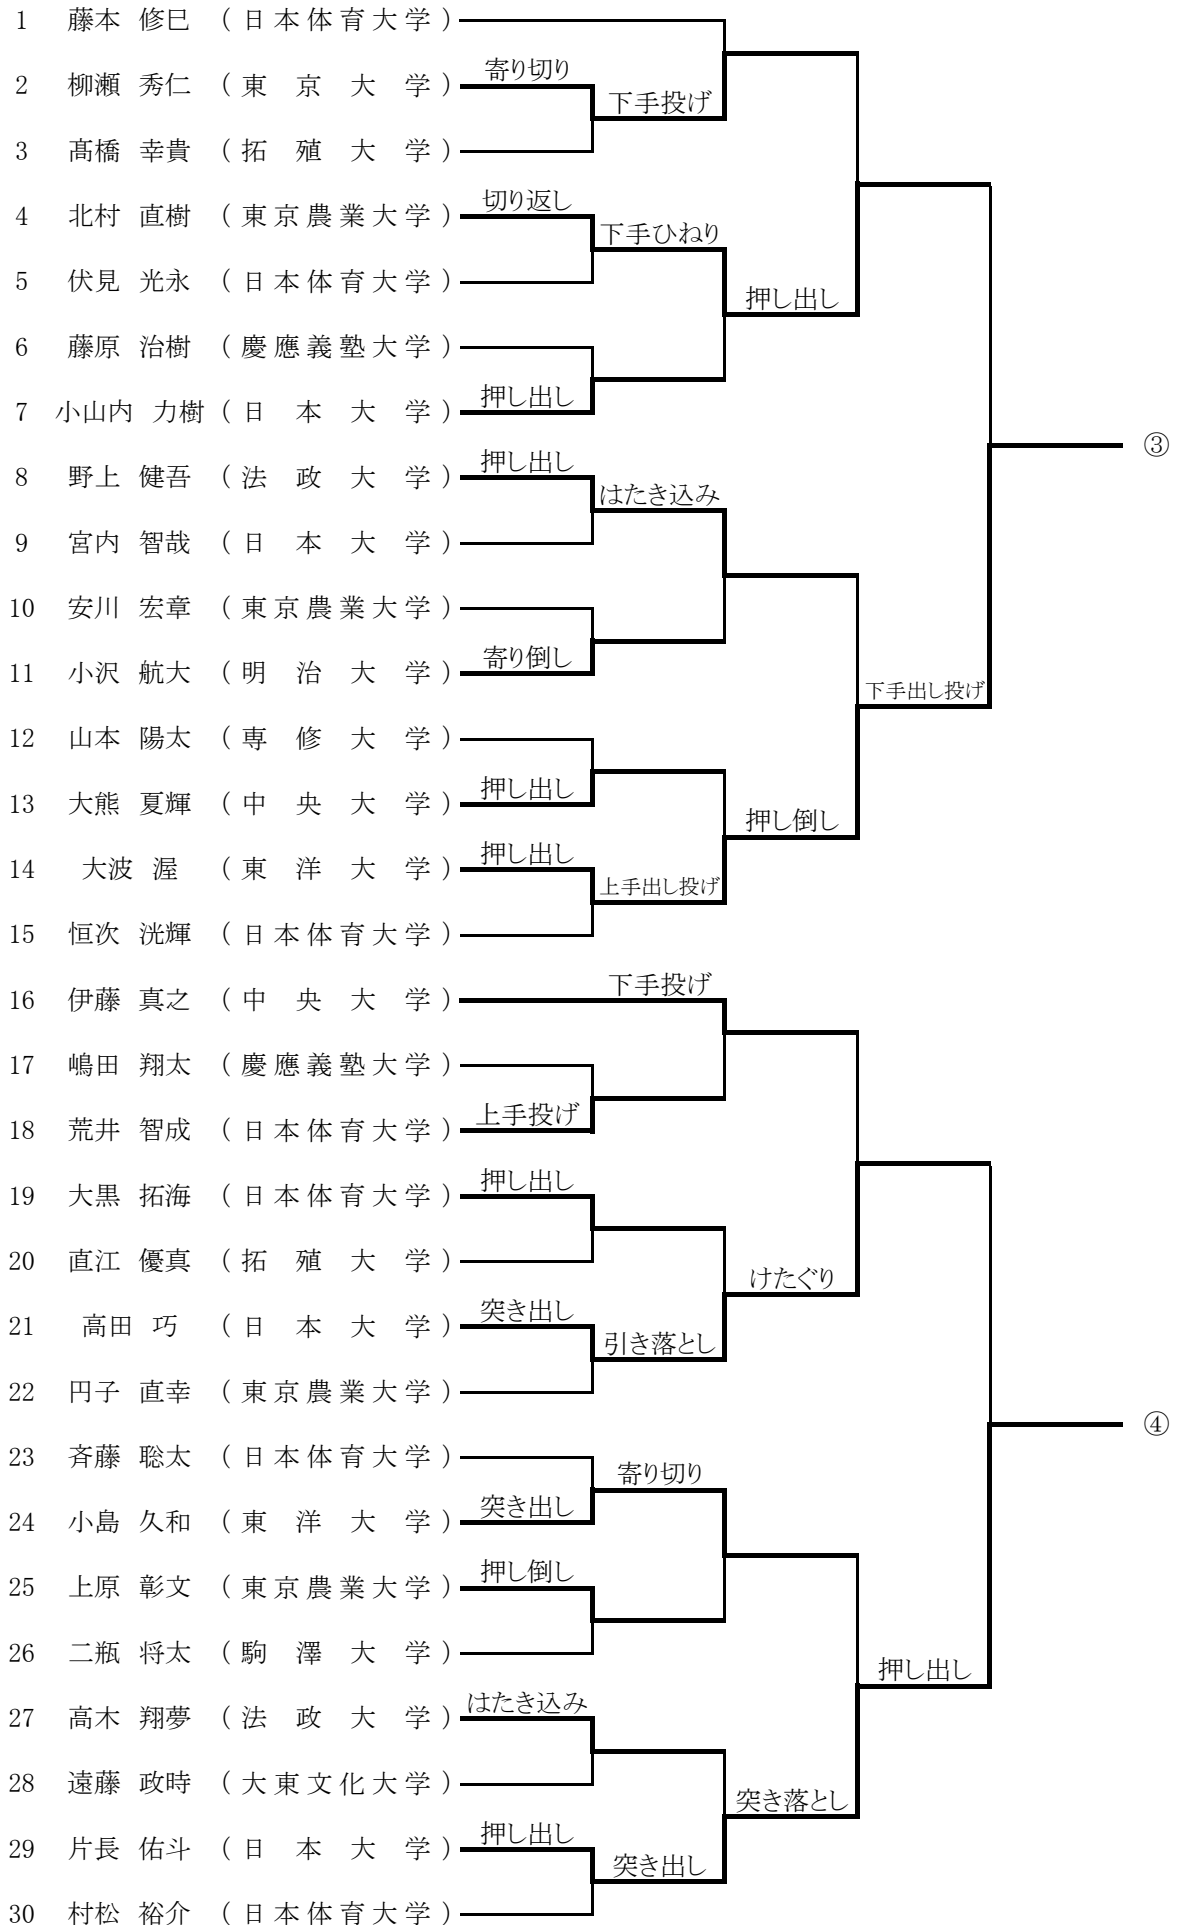 1 藤本 修巳 (日本体育大学)
寄り切り
2 柳瀬 秀仁 (東京大学)
下手投げ
3 髙橋 幸貴 (拓殖大学)
切り返し
4 北村 直樹 (東京農業大学)
下手ひねり
5 伏見 光永 (日本体育大学)
押し出し
6 藤原 治樹 (慶應義塾大学)
押し出し
7 小山内 力樹 (日本大学)
③
押し出し
8 野上 健吾 (法政大学)
はたき込み
9 宮内 智哉 (日本大学)
10 安川 宏章 (東京農業大学)
寄り倒し
11 小沢 航大 (明治大学)
下手出し投げ
12 山本 陽太 (専修大学)
押し出し
13 大熊 夏輝 (中央大学)
押し倒し
押し出し
14 大波 渥 (東洋大学)
上手出し投げ
15 恒次 洸輝 (日本体育大学)
下手投げ
16 伊藤 真之 (中央大学)
17 嶋田 翔太 (慶應義塾大学)
上手投げ
18 荒井 智成 (日本体育大学)
押し出し
19 大黒 拓海 (日本体育大学)
20 直江 優真 (拓殖大学)
けたぐり
突き出し
21 高田 巧 (日本大学)
引き落とし
22 円子 直幸 (東京農業大学)
④
23 斉藤 聡太 (日本体育大学)
寄り切り
突き出し
24 小島 久和 (東洋大学)
押し倒し
25 上原 彰文 (東京農業大学)
26 二瓶 将太 (駒澤大学)
押し出し
はたき込み
27 高木 翔夢 (法政大学)
28 遠藤 政時 (大東文化大学)
突き落とし
押し出し
29 片長 佑斗 (日本大学)
突き出し
30 村松 裕介 (日本体育大学)